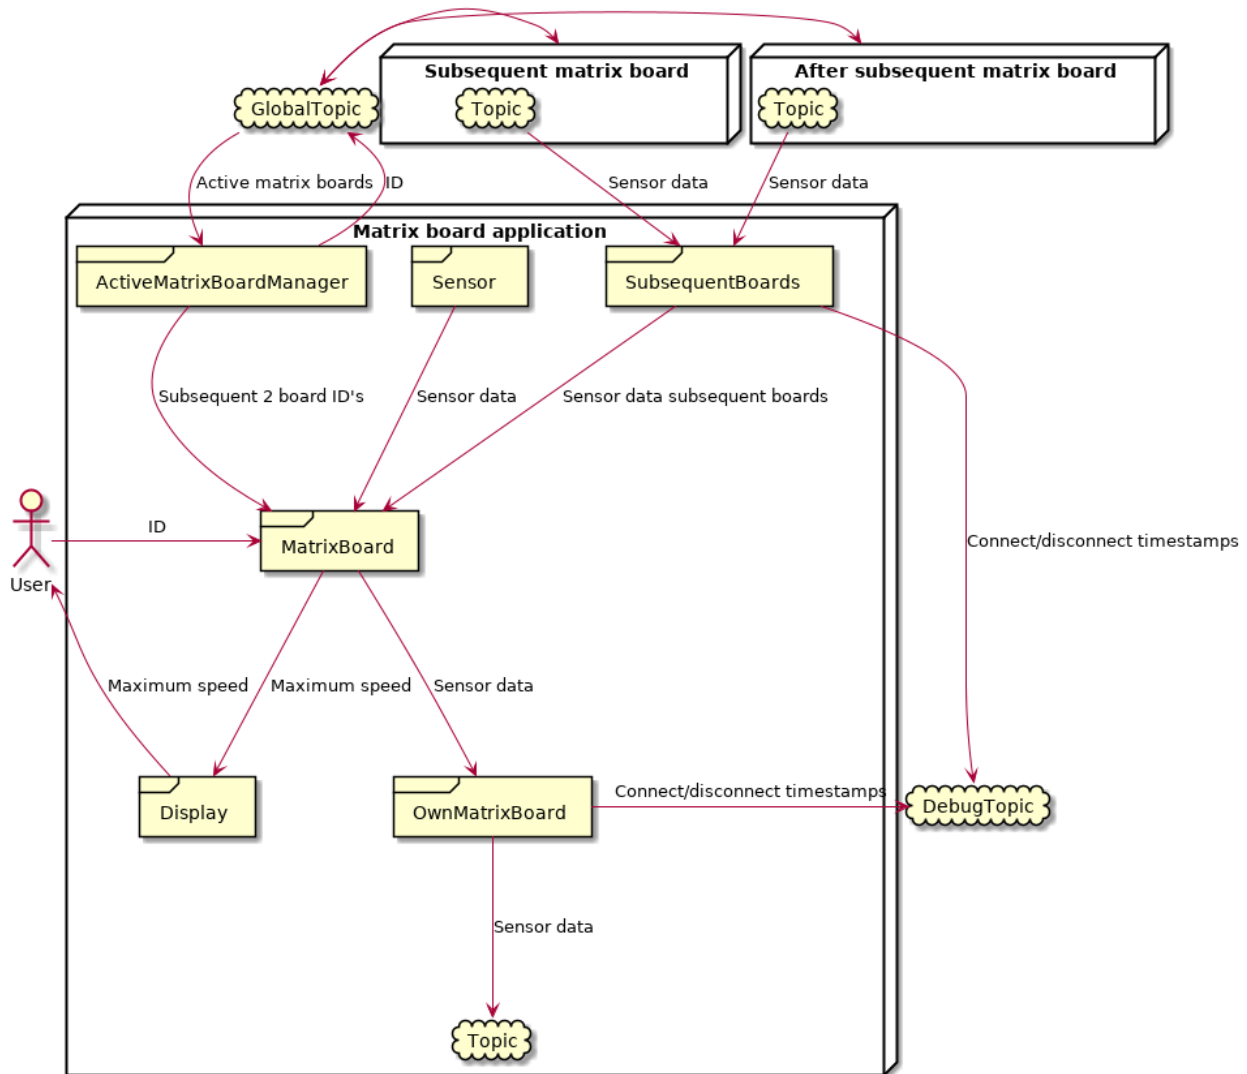 Subsequent matrix board
After subsequent matrix board
GlobalTopic
Topic
Topic
Active matrix boards
ID
Sensor data
Sensor data
Matrix board application
ActiveMatrixBoardManager
Sensor
SubsequentBoards
Subsequent 2 board ID's
Sensor data
Sensor data subsequent boards
ID
MatrixBoard
Connect/disconnect timestamps
User
Maximum speed
Maximum speed
Sensor data
Connect/disconnect timestamps
Display
OwnMatrixBoard
DebugTopic
Sensor data
Topic